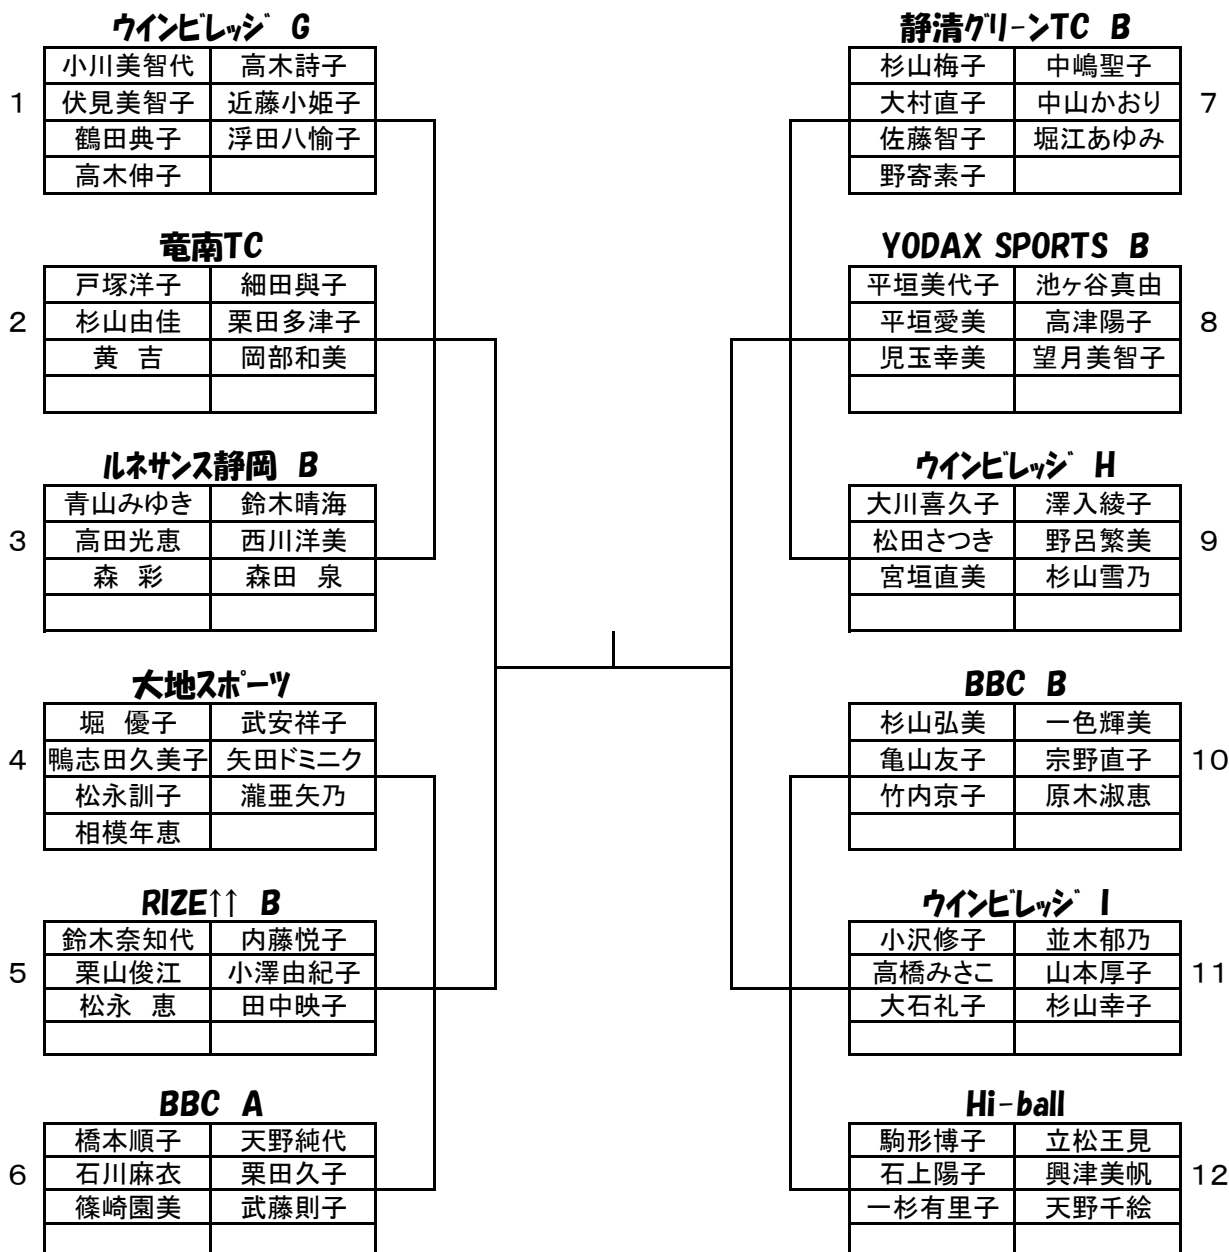 ウインビレッジ G
小川美智代 高木詩子
1 伏見美智子 近藤小姫子
鶴田典子 浮田八愉子
高木伸子
竜南TC
戸塚洋子 細田與子
2 杉山由佳 栗田多津子
黄 吉 岡部和美
ルネサンス静岡 B
青山みゆき 鈴木晴海
3 高田光恵 西川洋美
森 彩 森田 泉
大地スポーツ
堀 優子 武安祥子
4 鴨志田久美子 矢田ドミニク
松永訓子 瀧亜矢乃
相模年恵
RIZE↑↑ B
鈴木奈知代 内藤悦子
5 栗山俊江 小澤由紀子
松永 恵 田中映子
BBC A
橋本順子 天野純代
6 石川麻衣 栗田久子
篠崎園美 武藤則子
静清グリーンTC B
杉山梅子 中嶋聖子
大村直子 中山かおり 7
佐藤智子 堀江あゆみ
野寄素子
YODAX SPORTS B
平垣美代子 池ヶ谷真由
平垣愛美 高津陽子 8
児玉幸美 望月美智子
ウインビレッジ H
大川喜久子 澤入綾子
松田さつき 野呂繁美 9
宮垣直美 杉山雪乃
BBC B
杉山弘美 一色輝美
亀山友子 宗野直子 10
竹内京子 原木淑恵
ウインビレッジ I
小沢修子 並木郁乃
高橋みさこ 山本厚子 11
大石礼子 杉山幸子
Hi-ball
駒形博子 立松王見
石上陽子 興津美帆 12
一杉有里子 天野千絵